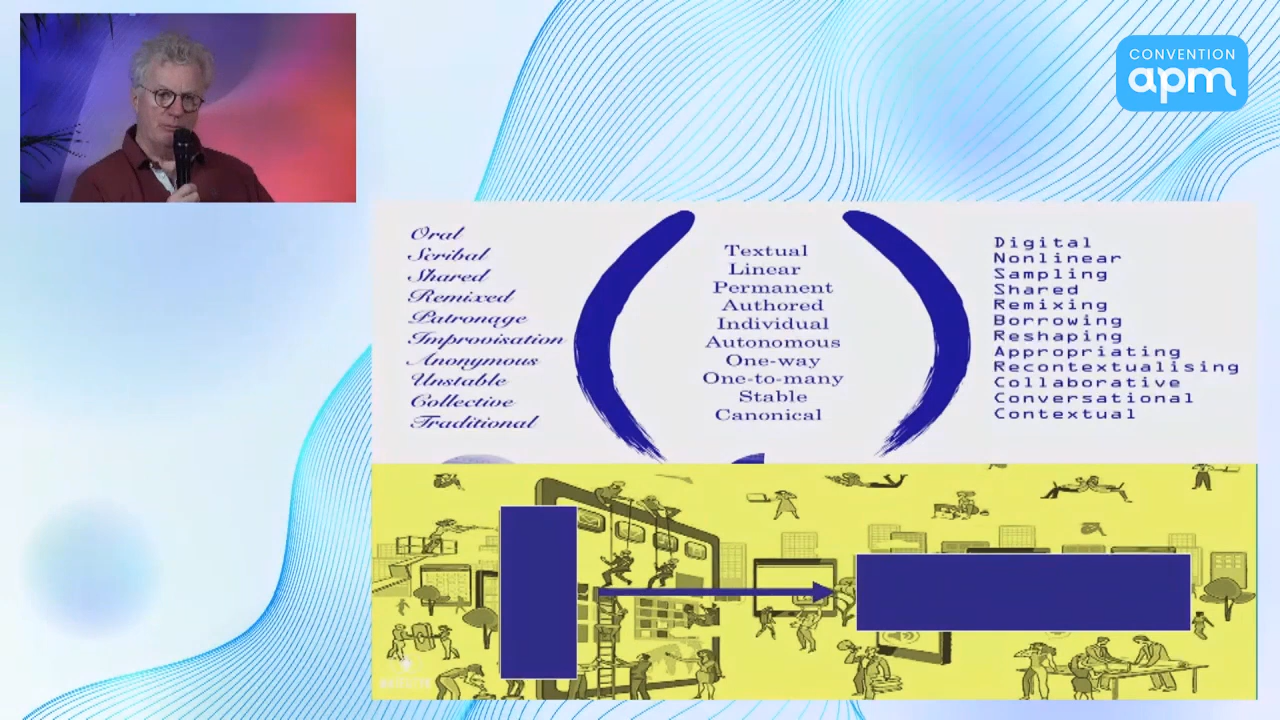 CONVENTION
apm
Oral
Scribal
Shared
Remixed
Patronage
Improvisation
Anonymous
Unstable
Collective
Traditional
Textual
Linear
Permanent
Authored
Individual
Autonomous
One-way
One-to-many
Stable
Canonical
Digital
Nonlinear
Sampling
Shared
Remixing
Borrowing
Reshaping
Appropriating
Recontextualising
Collaborative
Conversational
Contextual